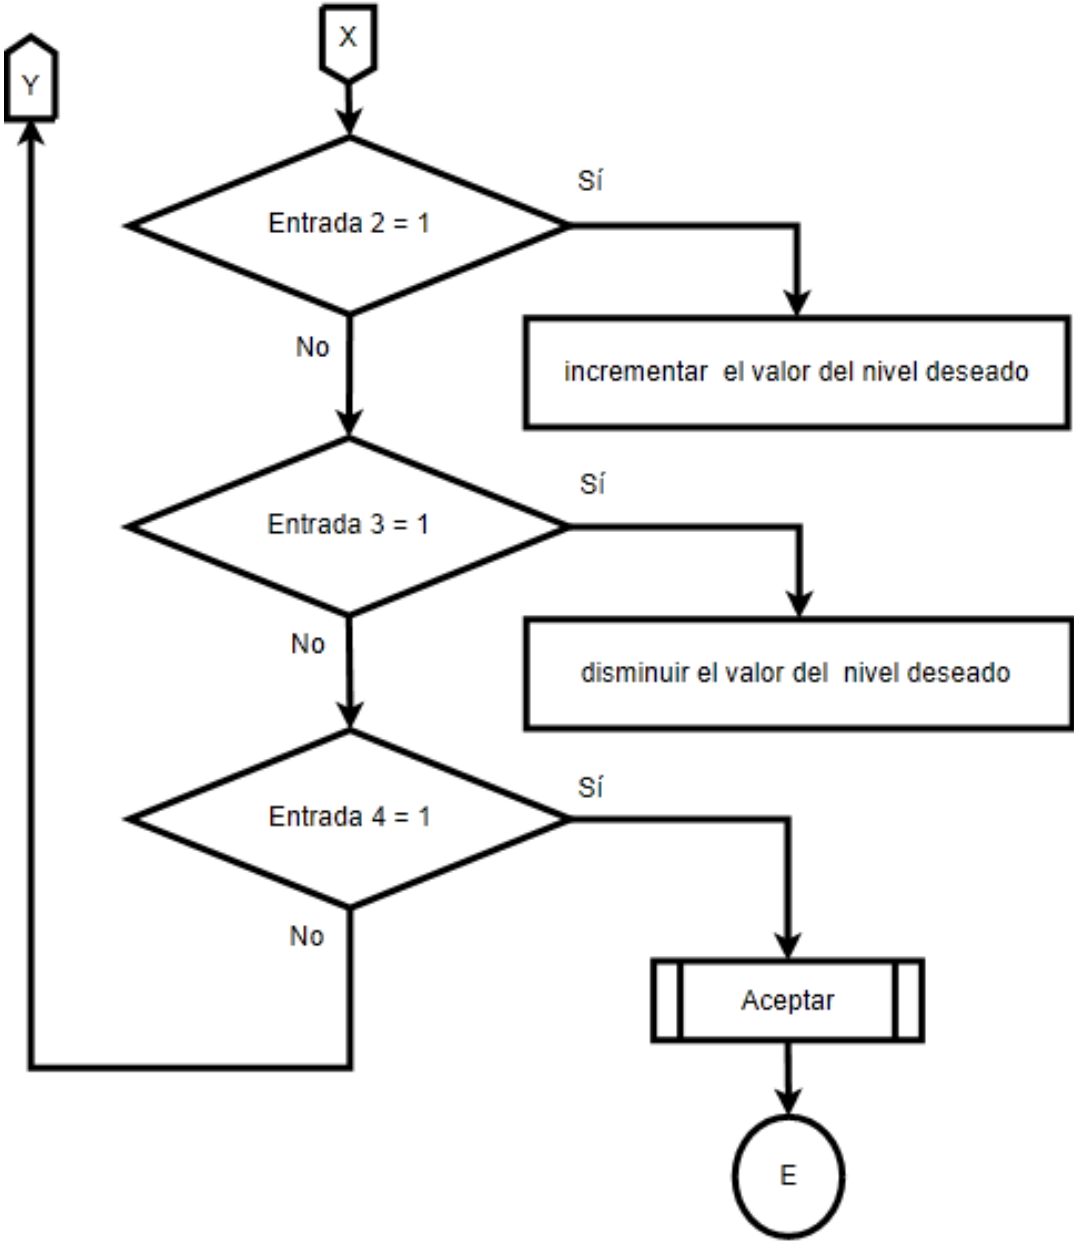 X
Y
Sí
Entrada 2 = 1
No
incrementar el valor del nivel deseado
Sí
Entrada 3 = 1
No
disminuir el valor del nivel deseado
Sí
Entrada 4 = 1
No
Aceptar
E